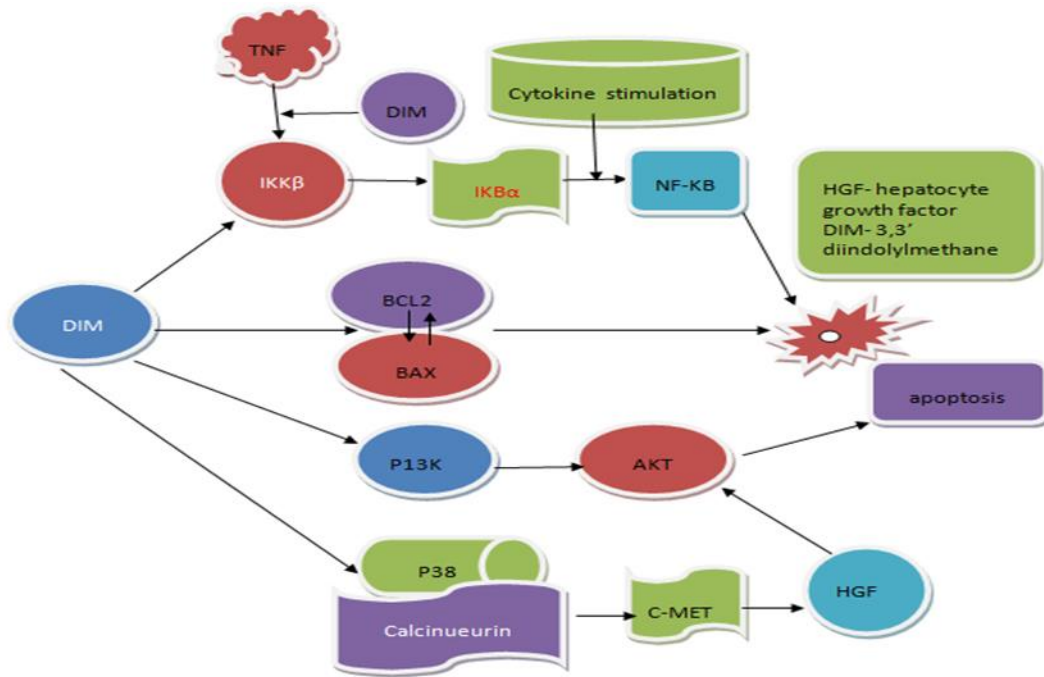 TNF
DIM
Cytokine stimulation
IKKβ
IKBα
NF-KB
HGF- hepatocyte
growth factor
DIM- 3,3′
diindolylmethane
DIM
BCL2
BAX
apoptosis
P13K
AKT
P38
Calcinueurin
C-MET
HGF